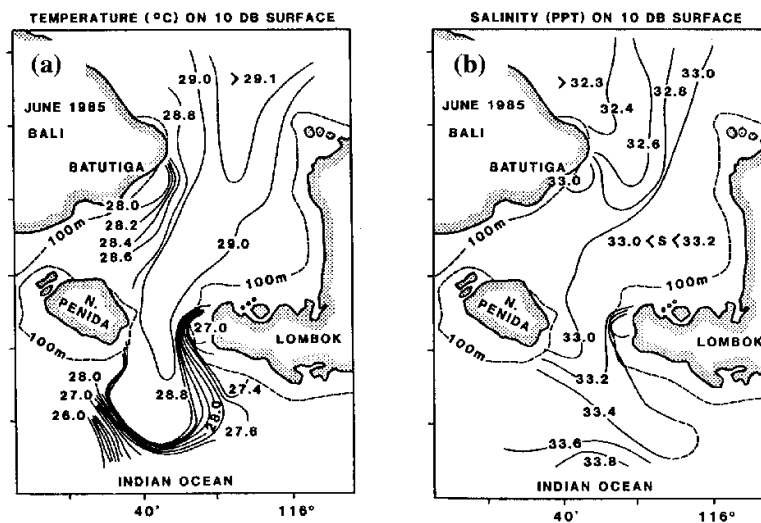 TEMPERATURE (ºC) ON 10 DB SURFACE
(a)
29.0
> 29.1
JUNE 1985
28.8
BALI
BATUTIGA
28.0
28.2
100m
28.4
28.6
29.0
100m
N.
PENIDA
27.0
100m
LOMBOK
28.0
27.0
26.0
28.8
27.4
28.0
27.6
INDIAN OCEAN
40'
116º
SALINITY (PPT) ON 10 DB SURFACE
(b)
> 32.3
33.0
32.8
JUNE 1985
32.4
BALI
32.6
BATUTIGA
33.0
100m
33.0 < S < 33.2
100m
N.
PENIDA
33.0
100m
LOMBOK
33.2
33.4
33.6
33.8
INDIAN OCEAN
40'
116º